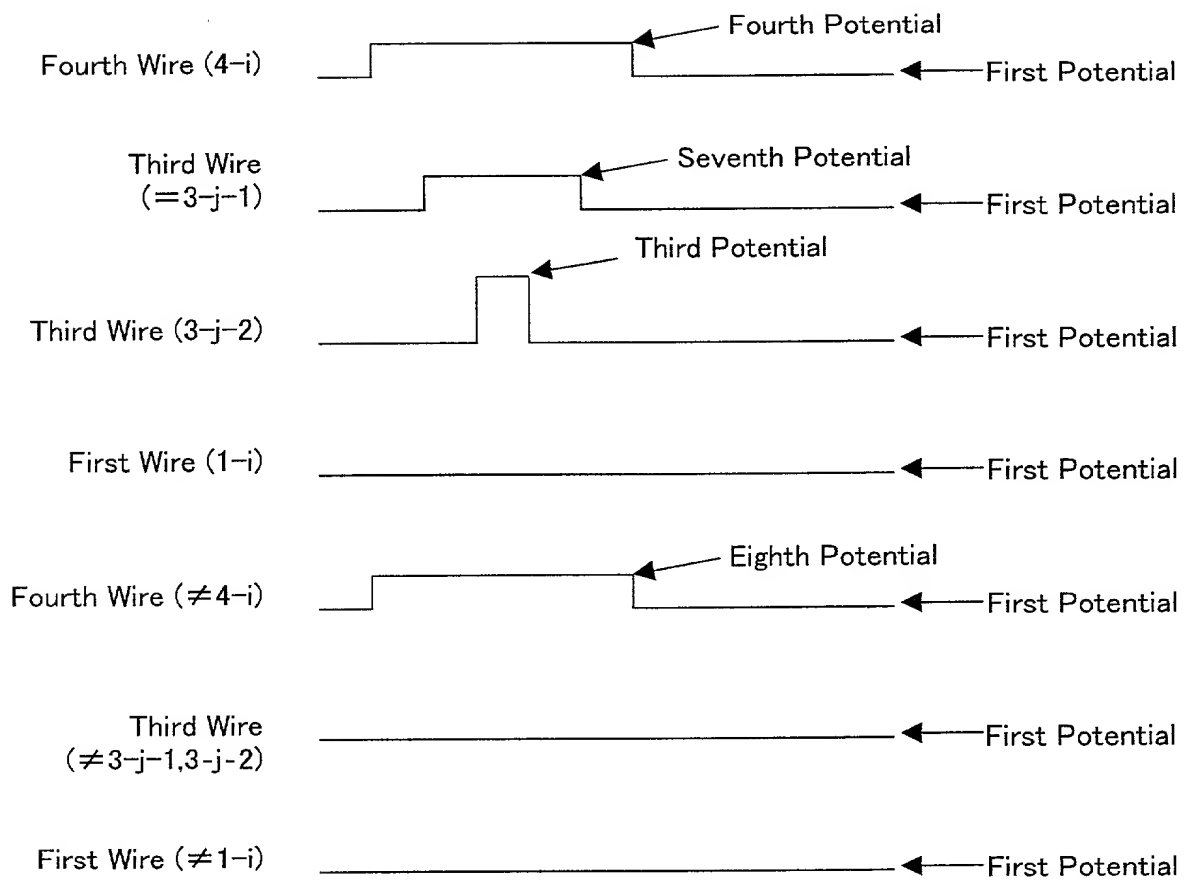 Fourth Potential
Fourth Wire (4-i)
First Potential
Third Wire
(=3-j-1)
Seventh Potential
First Potential
Third Potential
Third Wire (3-j-2)
First Potential
First Wire (1-i)
First Potential
Eighth Potential
Fourth Wire (≠4-i)
First Potential
Third Wire
(≠3-j-1,3-j-2)
First Potential
First Wire (≠1-i)
First Potential